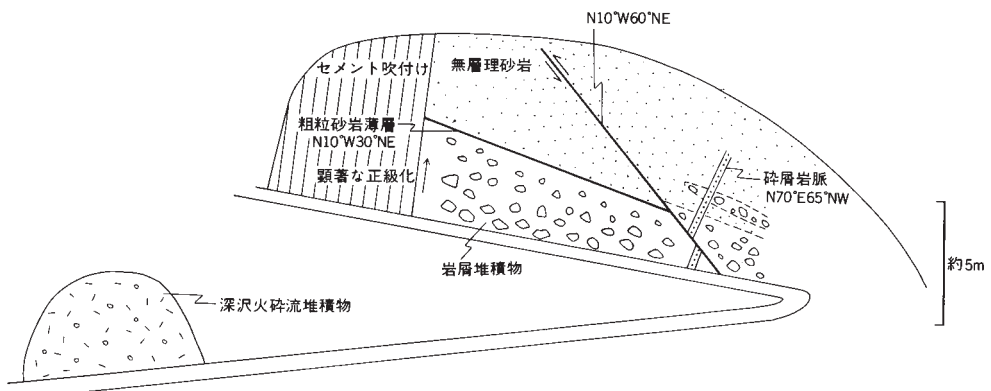 N10°W60°NE
セメント吹付け
無層理砂岩
粗粒砂岩薄層
N10°W30°NE
顕著な正級化
砕屑岩脈
N70°E65°NW
岩屑堆積物
約5m
深沢火砕流堆積物